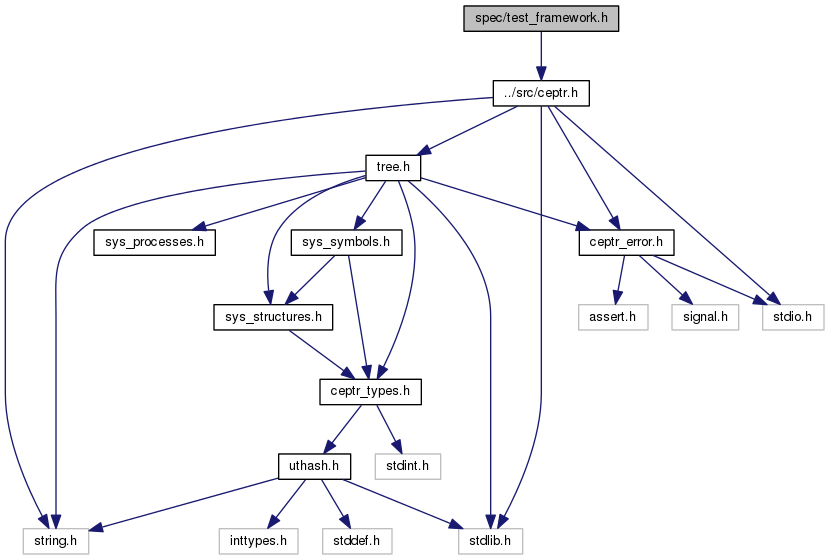 spec/test_framework.h
../src/ceptr.h
tree.h
sys_processes.h
sys_symbols.h
ceptr_error.h
sys_structures.h
assert.h
signal.h
stdio.h
ceptr_types.h
uthash.h
stdint.h
string.h
inttypes.h
stddef.h
stdlib.h